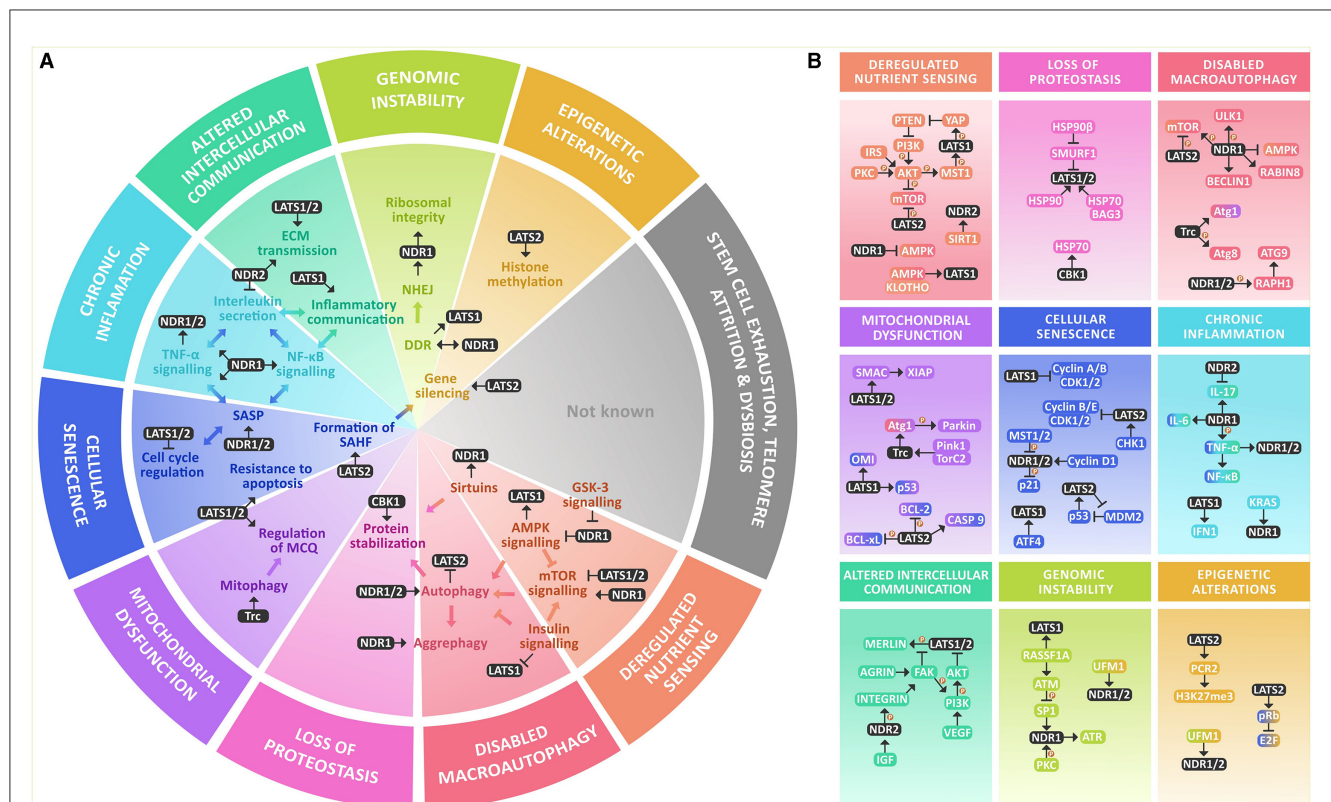 A
GENOMIC
INSTABILITY
EPIGENETIC
ALTERATIONS
STEM CELL EXHAUSTION, TELOMERE
ATTRITION & DYSBIOSIS
DEREGULATED
NUTRIENT
SENSING
DISABLED
MACROAUTOPHAGY
LOSS OF
PROTEOSTASIS
MITOCHONDRIAL
DYSFUNCTION
CELLULAR
SENESCENCE
CHRONIC
INFLAMATION
ALTERED
INTERCELLULAR
COMMUNICATION
LATS1/2
ECM
transmission
NDR2
LATS1
Interleukin
secretion
Inflammatory
communication
NDR1/2
TNF-α
signalling
NDR1
NF-κB
signalling
SASP
NDR1/2
LATS1/2
Cell cycle
regulation
Formation of
SAHF
LATS2
Resistance to
apoptosis
LATS1/2
Regulation
of MCQ
Mitophagy
Trc
Ribosomal
integrity
NDR1
NHEJ
LATS1
DDR
NDR1
Gene
silencing
LATS2
LATS2
Histone
methylation
Not known
NDR1
Sirtuins
CBK1
Protein
stabilization
LATS1
AMPK
signalling
GSK-3
signalling
NDR1
LATS2
mTOR
signalling
LATS1/2
NDR1
NDR1/2
Autophagy
NDR1
Aggrephagy
Insulin
signalling
LATS1
B
DEREGULATED
NUTRIENT SENSING
PTEN
YAP
P
PI3K
LATS1
IRS
P
P
PKC
P
AKT
P
MST1
P
mTOR
P
LATS2
NDR2
SIRT1
NDR1
AMPK
AMPK
KLOTHO
LATS1
LOSS OF
PROTEOSTASIS
HSP90β
SMURF1
LATS1/2
HSP90
HSP70
BAG3
HSP70
CBK1
DISABLED
MACROAUTOPHAGY
ULK1
mTOR
P
P
P
LATS2
NDR1
AMPK
RABIN8
BECLIN1
Atg1
Trc
P
Atg8
ATG9
NDR1/2
P
RAPH1
MITOCHONDRIAL
DYSFUNCTION
SMAC
XIAP
LATS1/2
Atg1
P
Parkin
Trc
Pink1
TorC2
OMI
LATS1
p53
BCL-2
P
CASP 9
BCL-xL
P
LATS2
CELLULAR
SENESCENCE
LATS1
Cyclin A/B
CDK1/2
Cyclin B/E
CDK1/2
LATS2
CHK1
MST1/2
P
NDR1/2
Cyclin D1
P
p21
LATS2
p53
MDM2
LATS1
ATF4
CHRONIC
INFLAMMATION
NDR2
IL-17
IL-6
NDR1
P
TNF-α
NDR1/2
NF-κB
LATS1
IFN1
KRAS
NDR1
ALTERED INTERCELLULAR
COMMUNICATION
MERLIN
P
LATS1/2
AGRIN
FAK
AKT
P
P
INTEGRIN
PI3K
P
NDR2
VEGF
IGF
GENOMIC
INSTABILITY
LATS1
RASSF1A
ATM
P
SP1
UFM1
NDR1/2
NDR1
ATR
P
PKC
EPIGENETIC
ALTERATIONS
LATS2
PCR2
H3K27me3
LATS2
pRb
E2F
UFM1
NDR1/2